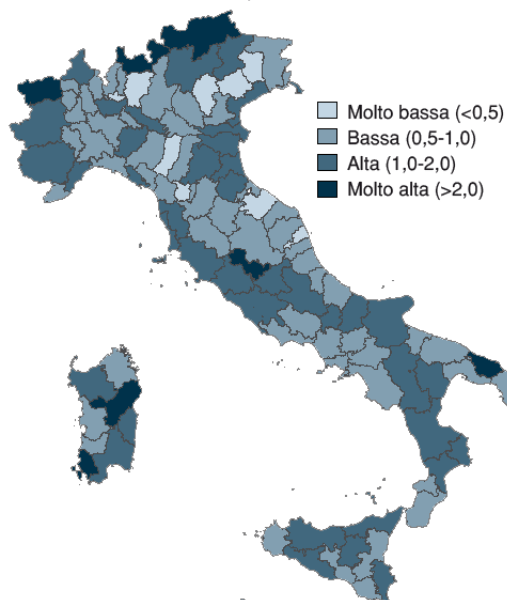 Molto bassa (<0,5)
Bassa (0,5-1,0)
Alta (1,0-2,0)
Molto alta (>2,0)